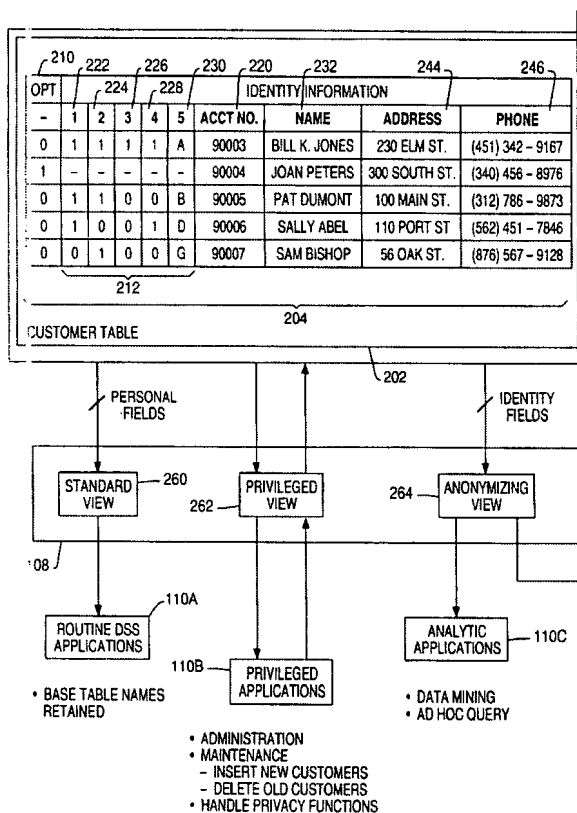 210 222 226 230 220 232 244 246
224 228
OPT IDENTITY INFORMATION
- 1 2 3 4 5 ACCT NO. NAME ADDRESS PHONE
0 1 1 1 1 A 90003 BILL K. JONES 230 ELM ST. (451) 342 - 9167
1 - - - - - 90004 JOAN PETERS 300 SOUTH ST. (340) 456 - 8976
0 1 1 0 0 B 90005 PAT DUMONT 100 MAIN ST. (312) 786 - 9873
0 1 0 0 1 D 90006 SALLY ABEL 110 PORT ST (562) 451 - 7846
0 0 1 0 0 G 90007 SAM BISHOP 56 OAK ST. (876) 567 - 9128
212
204
CUSTOMER TABLE
202
PERSONAL FIELDS
IDENTITY FIELDS
STANDARD VIEW
260
PRIVILEGED VIEW
262
ANONYMIZING VIEW
264
108
110A
ROUTINE DSS
APPLICATIONS
• BASE TABLE NAMES
RETAINED
110B
PRIVILEGED
APPLICATIONS
• ADMINISTRATION
• MAINTENANCE
- INSERT NEW CUSTOMERS
- DELETE OLD CUSTOMERS
• HANDLE PRIVACY FUNCTIONS
ANALYTIC
APPLICATIONS
110C
• DATA MINING
• AD HOC QUERY